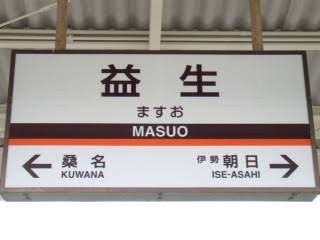 益生
ますお
MASUO
← 桑名 伊勢朝日 →
KUWANA ISE-ASAHI